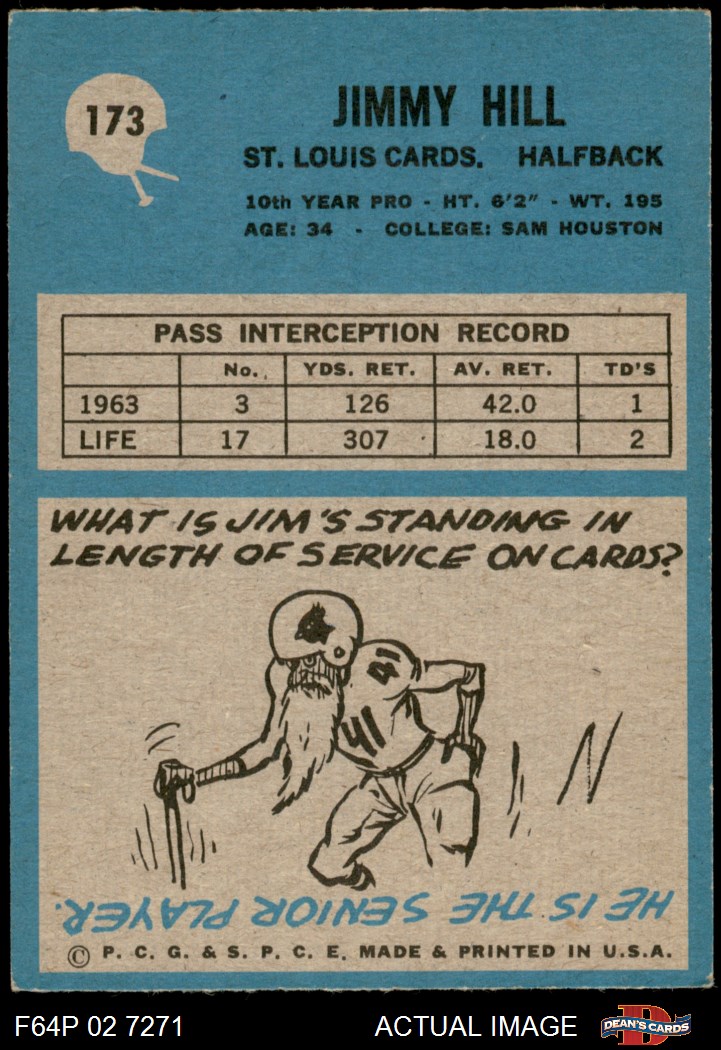 173
JIMMY HILL
ST. LOUIS CARDS. HALFBACK
10th YEAR PRO - HT. 6'2" - WT. 195
AGE: 34 - COLLEGE: SAM HOUSTON
PASS INTERCEPTION RECORD
No. YDS. RET. AV. RET. TD'S
1963 3 126 42.0 1
LIFE 17 307 18.0 2
WHAT IS JIM'S STANDING IN
LENGTH OF SERVICE ON CARDS?
41
41
HE IS THE SENIOR PLAYER.
© P. C. G. & S. P. C. E. MADE & PRINTED IN U.S.A.
F64P 02 7271 ACTUAL IMAGE D DEAN'S CARDS